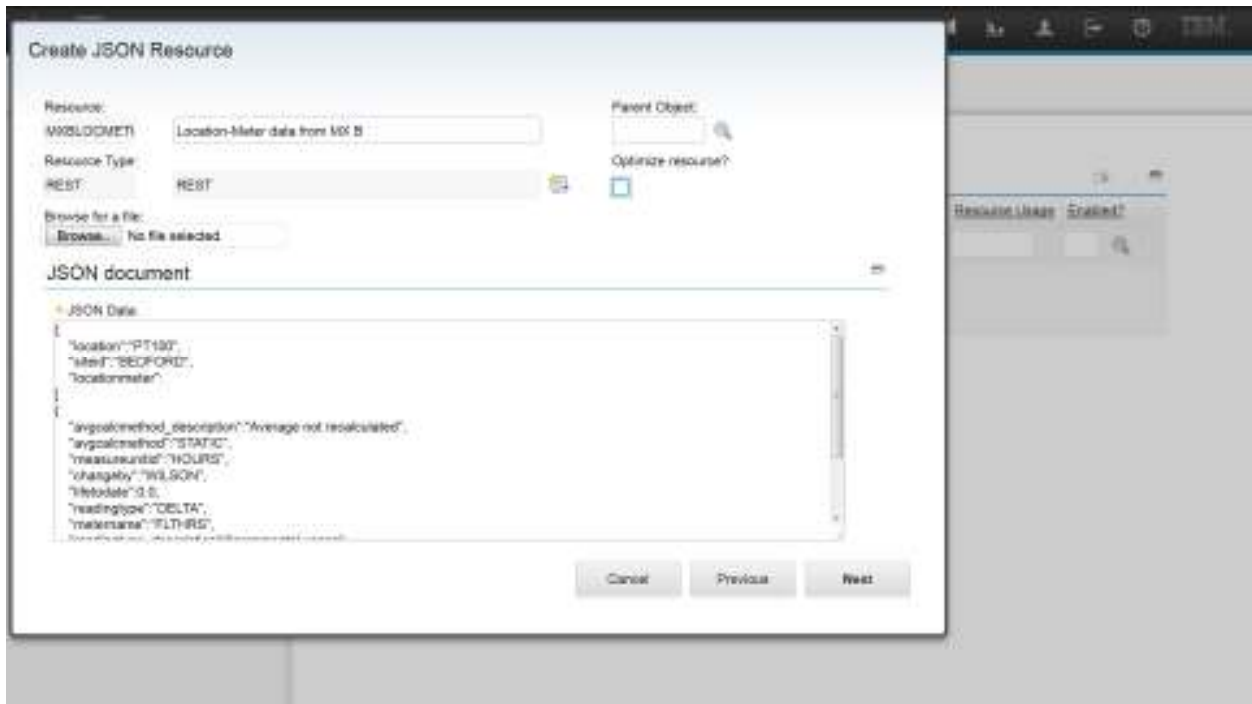 IBM
Create JSON Resource
Resource:
Parent Object:
MXBLOCMETI
Location-Meter data from MX B
Resource Type
Optimize resourse?
REST
REST
Browse for a file:
Browse...
No file selected.
Resource Usage
Enabled?
JSON document
* JSON Data:
"location":"PT100",
"siteid":"BEDFORD",
"locationmeter":
"avgcalcmethod_description":"Average not recalculated",
"avgcalcmethod":"STATIC",
"measureunitid":"HOURS",
"changeby":"WILSON",
"lifetodate":0.0,
"readingtype":"DELTA",
"metername":"FLTHRS",
Cancel
Previous
Next